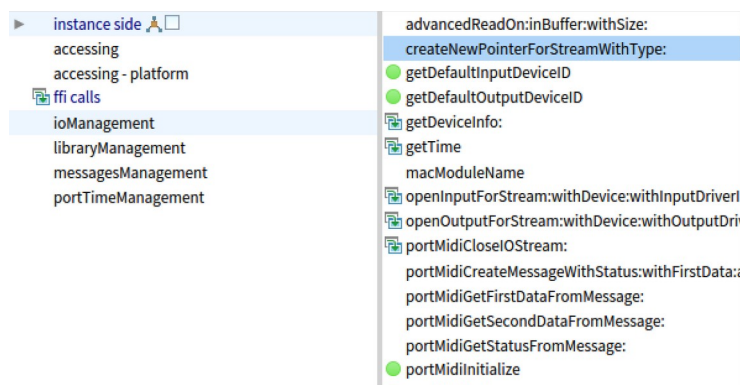 instance side
accessing
accessing - platform
ffi calls
ioManagement
libraryManagement
messagesManagement
portTimeManagement
advancedReadOn:inBuffer:withSize:
createNewPointerForStreamWithType:
getDefaultInputDeviceID
getDefaultOutputDeviceID
getDeviceInfo:
getTime
macModuleName
openInputForStream:withDevice:withInputDriverI
openOutputForStream:withDevice:withOutputDri
portMidiCloseIOStream:
portMidiCreateMessageWithStatus:withFirstData:a
portMidiGetFirstDataFromMessage:
portMidiGetSecondDataFromMessage:
portMidiGetStatusFromMessage:
portMidiInitialize